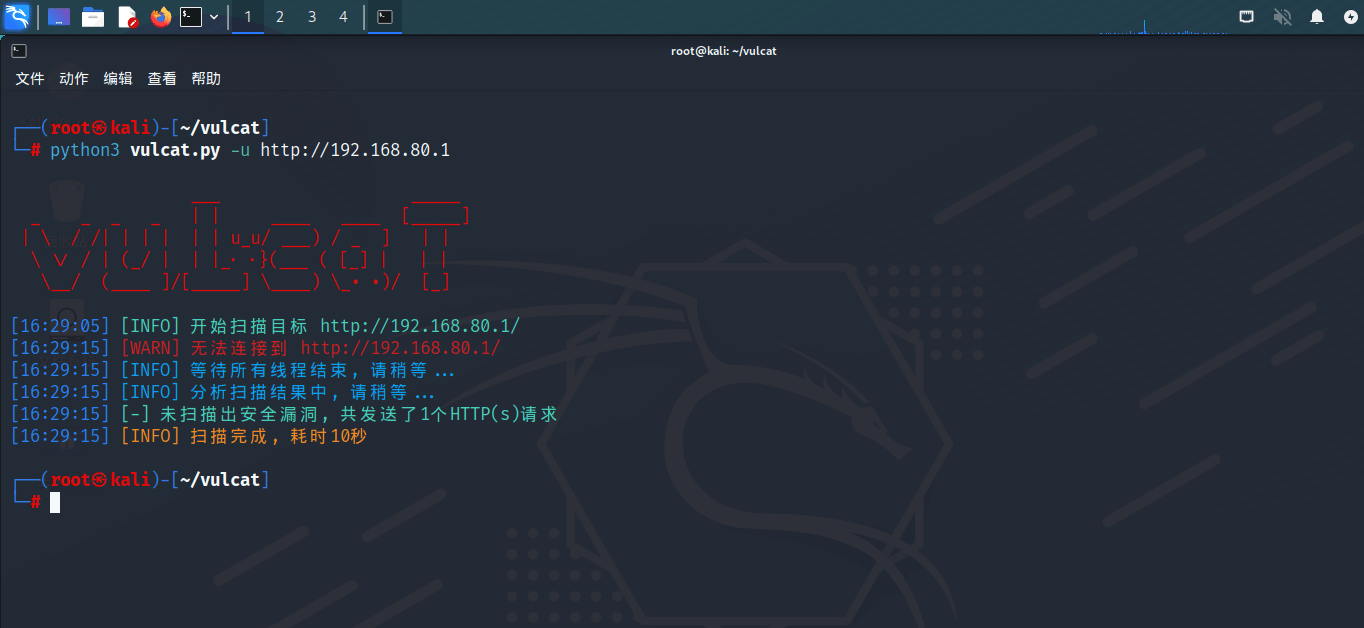 1 2 3 4
root@kali: ~/vulcat
文件 动作 编辑 查看 帮助
┌──(root㉿kali)-[~/vulcat]
└─# python3 vulcat.py -u http://192.168.80.1
[16:29:05] [INFO] 开始扫描目标 http://192.168.80.1/
[16:29:15] [WARN] 无法连接到 http://192.168.80.1/
[16:29:15] [INFO] 等待所有线程结束, 请稍等...
[16:29:15] [INFO] 分析扫描结果中, 请稍等...
[16:29:15] [-] 未扫描出安全漏洞, 共发送了1个HTTP(s)请求
[16:29:15] [INFO] 扫描完成, 耗时10秒
┌──(root㉿kali)-[~/vulcat]
└─#